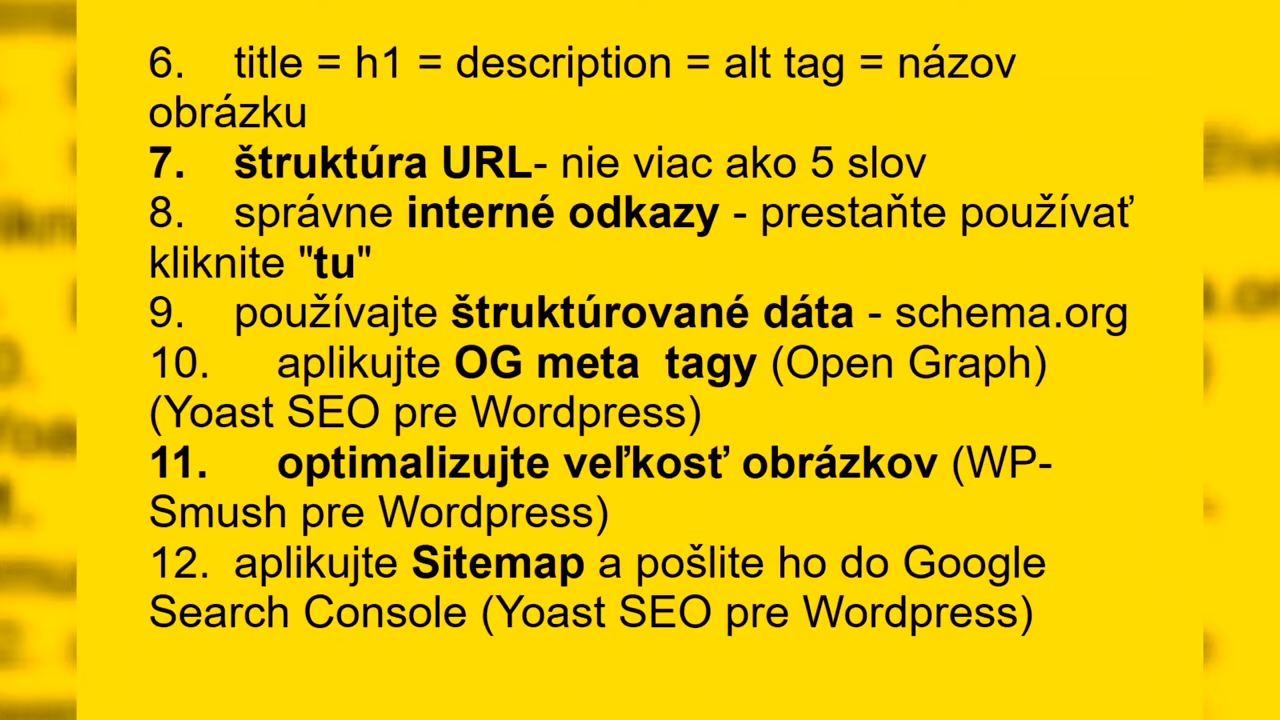 6. title = h1 = description = alt tag = názov
obrázku
7. štruktúra URL- nie viac ako 5 slov
8. správne interné odkazy - prestaňte používať
kliknite "tu"
9. používajte štruktúrované dáta - schema.org
10. aplikujte OG meta  tagy (Open Graph)
(Yoast SEO pre Wordpress)
11. optimalizujte veľkosť obrázkov (WP-
Smush pre Wordpress)
12. aplikujte Sitemap a pošlite ho do Google
Search Console (Yoast SEO pre Wordpress)